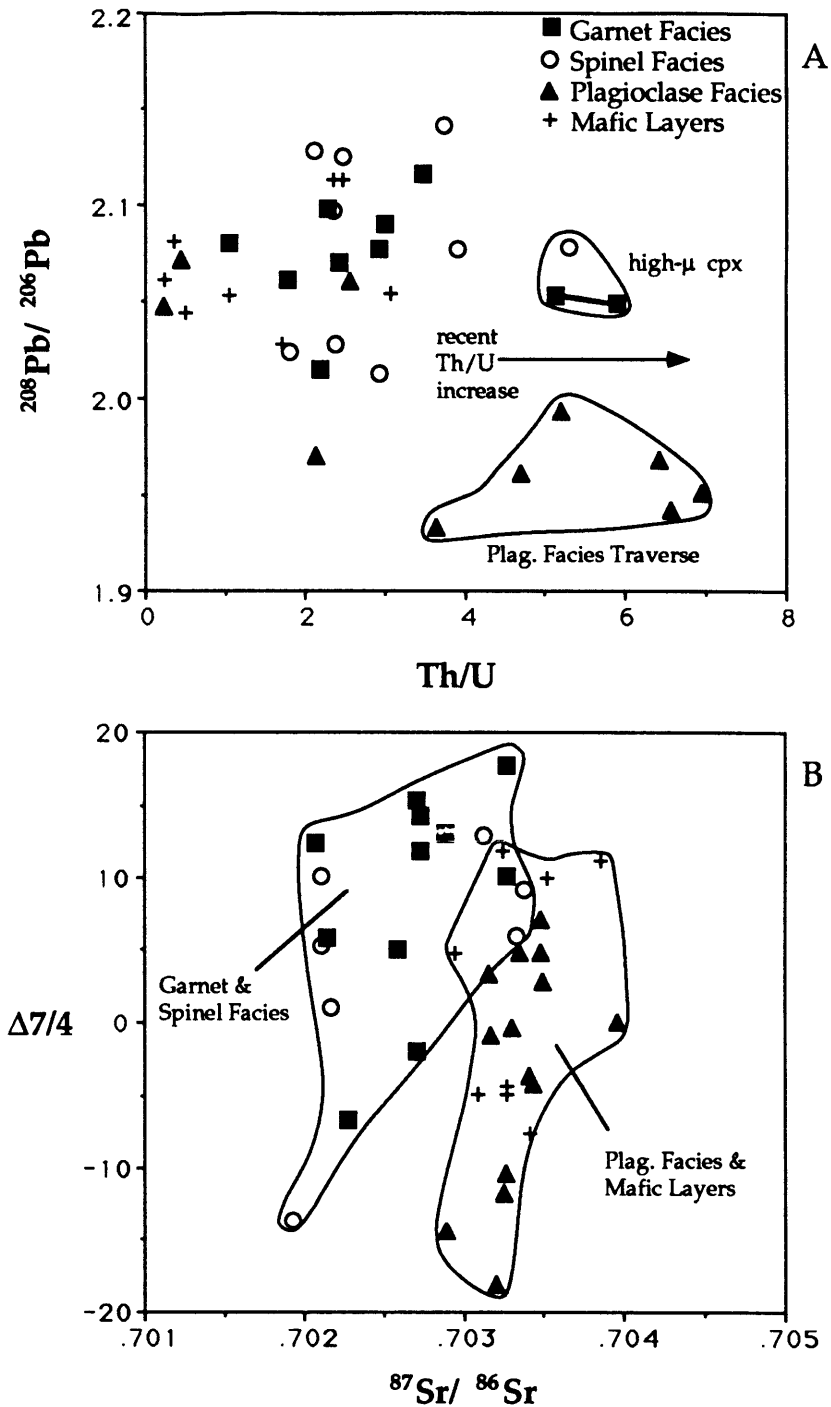 2.2
Garnet Facies
A
Spinel Facies
Plagioclase Facies
Mafic Layers
2.1
high-μ cpx
²⁰⁸Pb/ ²⁰⁶Pb
recent
Th/U
increase
2.0
Plag. Facies Traverse
1.9
0 2 4 6 8
Th/U
20
B
10
Garnet &
Spinel Facies
Δ7/4
0
Plag. Facies &
Mafic Layers
-10
-20
.701 .702 .703 .704 .705
⁸⁷Sr/ ⁸⁶Sr